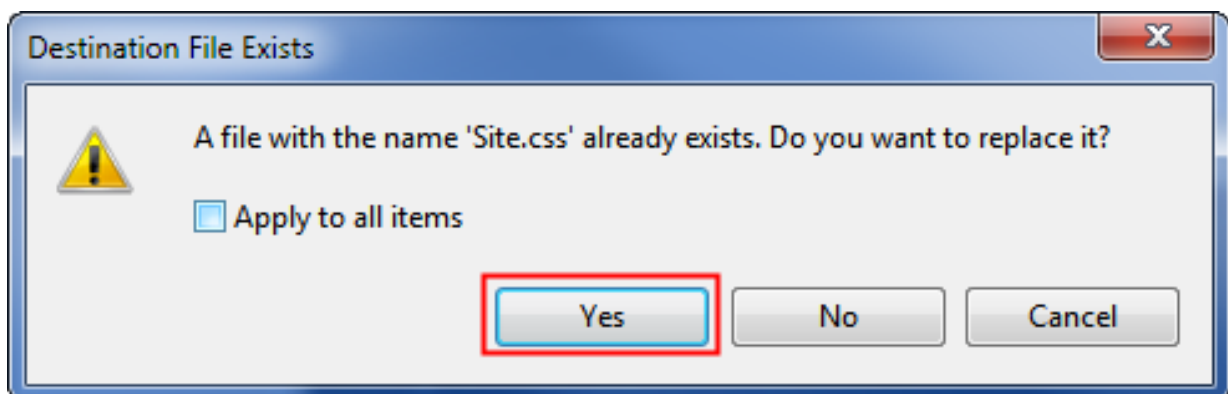 Destination File Exists
A file with the name 'Site.css' already exists. Do you want to replace it?
Apply to all items
Yes
No
Cancel